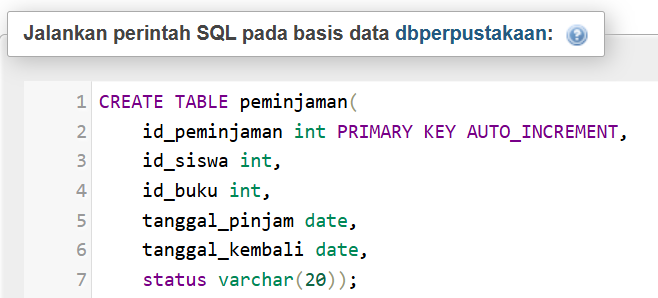 Jalankan perintah SQL pada basis data dbperpustakaan:
1 CREATE TABLE peminjaman(
2 id_peminjaman int PRIMARY KEY AUTO_INCREMENT,
3 id_siswa int,
4 id_buku int,
5 tanggal_pinjam date,
6 tanggal_kembali date,
7 status varchar(20));